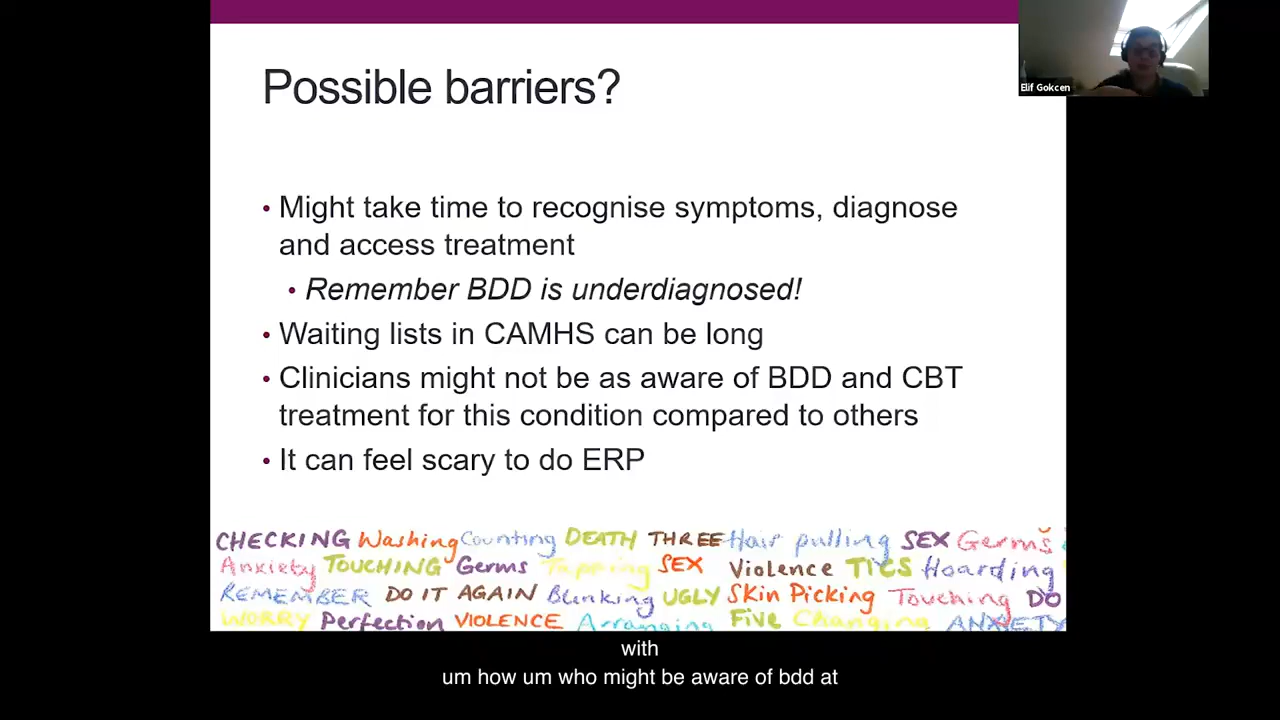 Possible barriers?
Elif Gokcen
• Might take time to recognise symptoms, diagnose
and access treatment
• Remember BDD is underdiagnosed!
• Waiting lists in CAMHS can be long
• Clinicians might not be as aware of BDD and CBT
treatment for this condition compared to others
• It can feel scary to do ERP
CHECKING Washing Counting DEATH THREE Hair pulling SEX Germs
Anxiety TOUCHING Germs Tapping SEX Violence TICS Hoarding
REMEMBER DO IT AGAIN Blinking UGLY Skin Picking Touching DO
WORRY Perfection VIOLENCE Arranging Five Changing ANXIETY
with
um how um who might be aware of bdd at